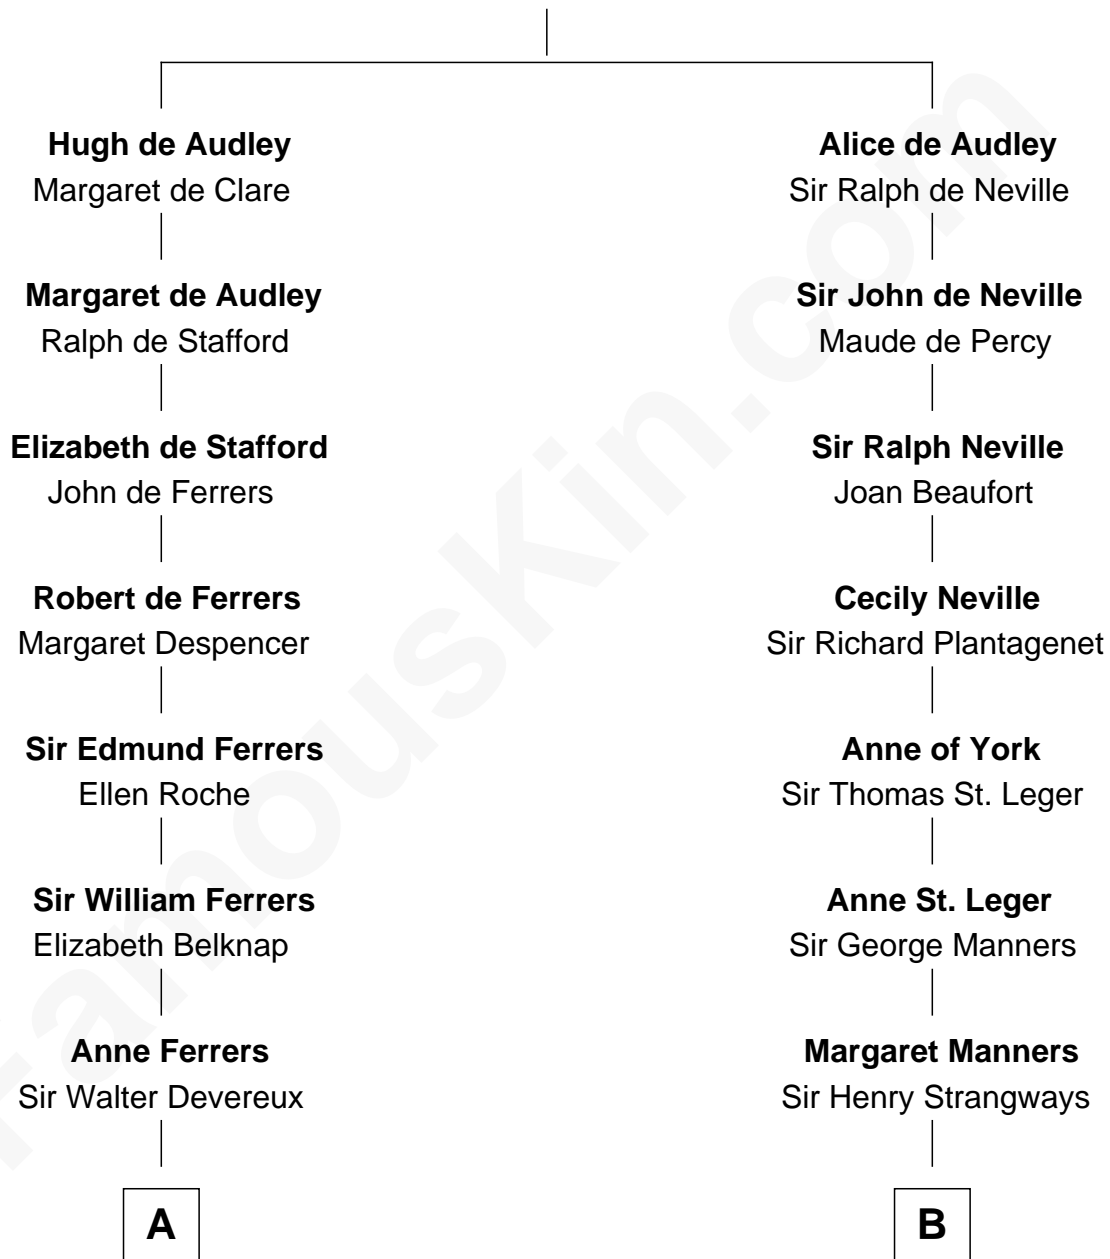 Hugh de Audley
Margaret de Clare
Margaret de Audley
Ralph de Stafford
Elizabeth de Stafford
John de Ferrers
Robert de Ferrers
Margaret Despencer
Sir Edmund Ferrers
Ellen Roche
Sir William Ferrers
Elizabeth Belknap
Anne Ferrers
Sir Walter Devereux
A
Alice de Audley
Sir Ralph de Neville
Sir John de Neville
Maude de Percy
Sir Ralph Neville
Joan Beaufort
Cecily Neville
Sir Richard Plantagenet
Anne of York
Sir Thomas St. Leger
Anne St. Leger
Sir George Manners
Margaret Manners
Sir Henry Strangways
B
FamousKin.com